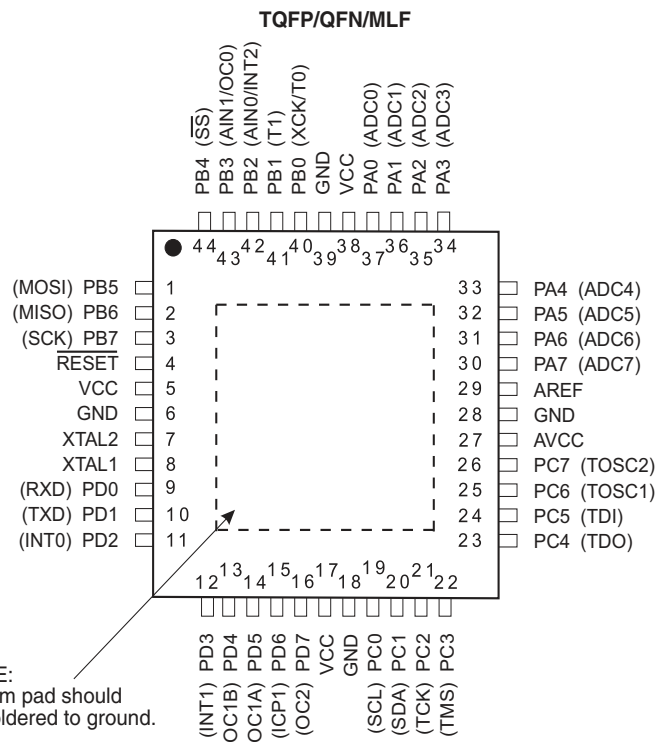 TQFP/QFN/MLF
PB4 (SS)
PB3 (AIN1/OC0)
PB2 (AIN0/INT2)
PB1 (T1)
PB0 (XCK/T0)
GND
VCC
PA0 (ADC0)
PA1 (ADC1)
PA2 (ADC2)
PA3 (ADC3)
44 43 42 41 40 39 38 37 36 35 34
(MOSI) PB5 1
(MISO) PB6 2
(SCK) PB7 3
RESET 4
VCC 5
GND 6
XTAL2 7
XTAL1 8
(RXD) PD0 9
(TXD) PD1 10
(INT0) PD2 11
33 PA4 (ADC4)
32 PA5 (ADC5)
31 PA6 (ADC6)
30 PA7 (ADC7)
29 AREF
28 GND
27 AVCC
26 PC7 (TOSC2)
25 PC6 (TOSC1)
24 PC5 (TDI)
23 PC4 (TDO)
12 13 14 15 16 17 18 19 20 21 22
(INT1) PD3
OC1B) PD4
OC1A) PD5
(ICP1) PD6
(OC2) PD7
VCC
GND
(SCL) PC0
(SDA) PC1
(TCK) PC2
(TMS) PC3
E:
m pad should
oldered to ground.